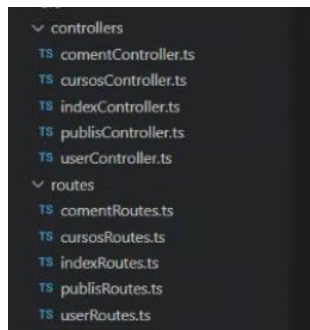 controllers
TS comentController.ts
TS cursosController.ts
TS indexController.ts
TS publisController.ts
TS userController.ts
routes
TS comentRoutes.ts
TS cursosRoutes.ts
TS indexRoutes.ts
TS publisRoutes.ts
TS userRoutes.ts